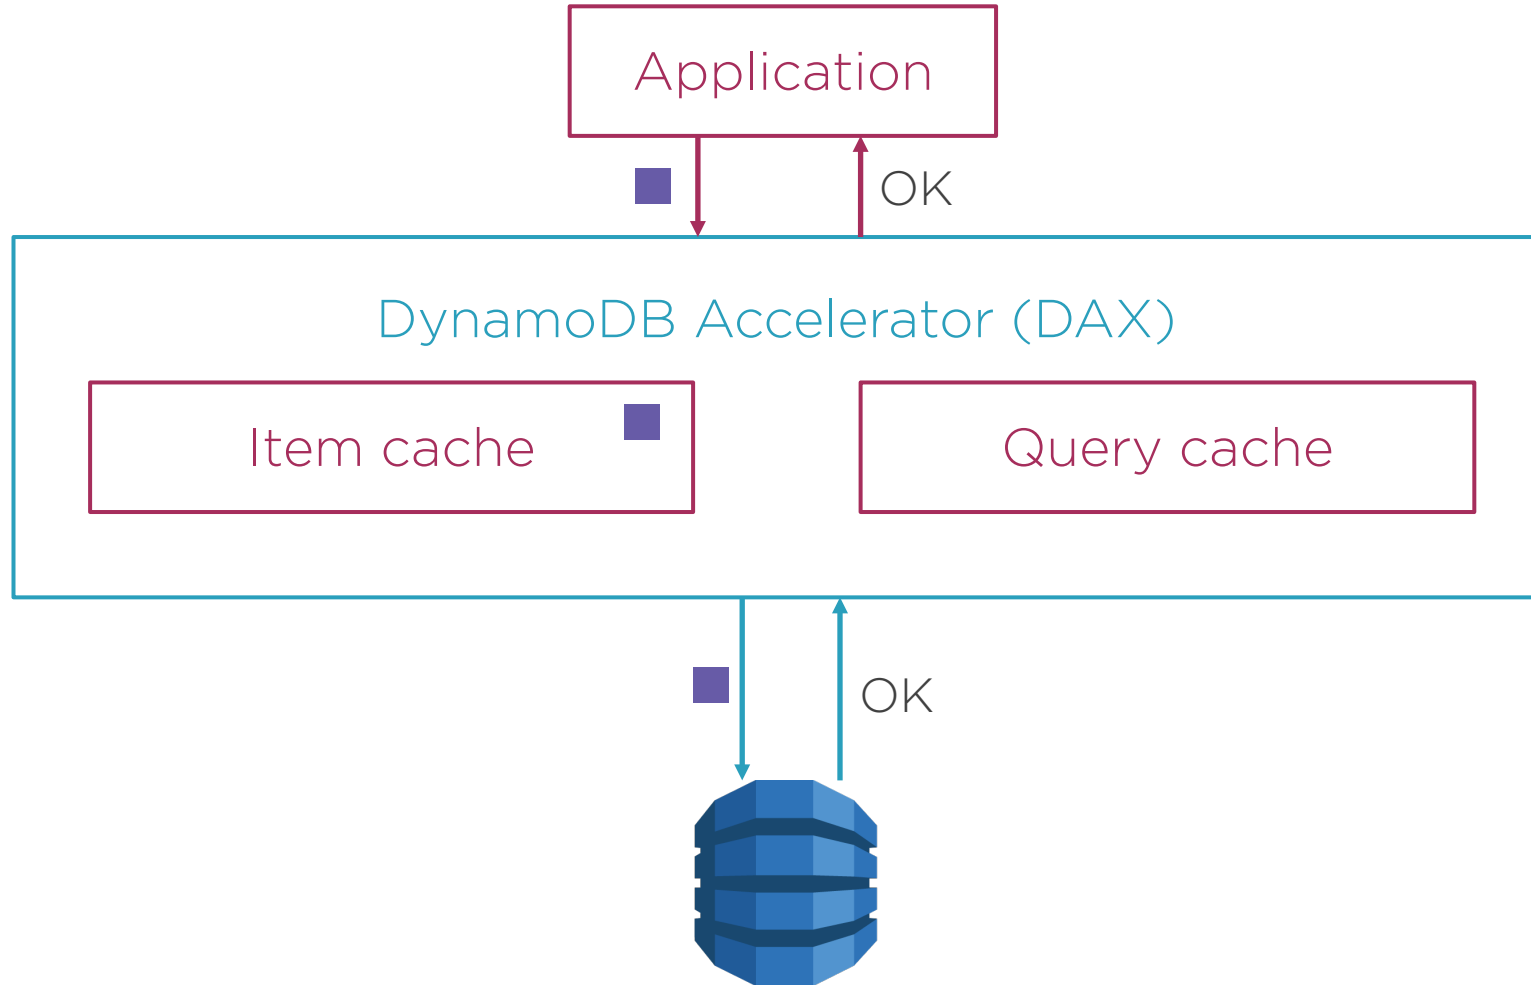 Application
OK
DynamoDB Accelerator (DAX)
Item cache
Query cache
OK